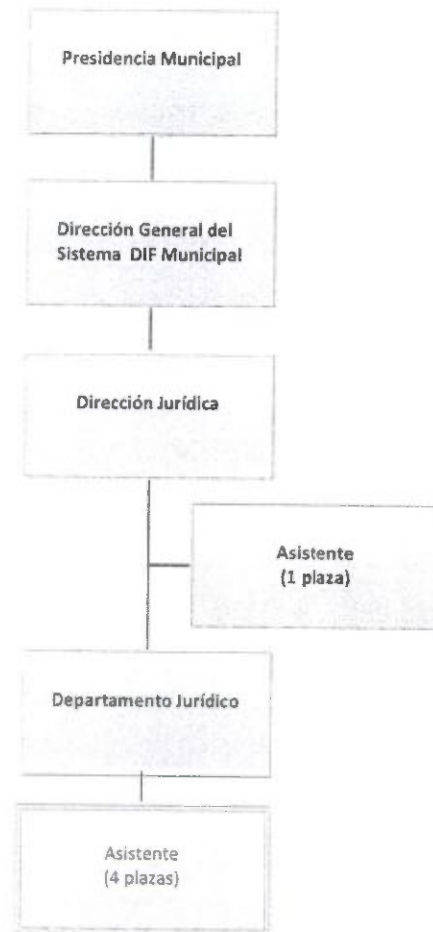 Presidencia Municipal
Dirección General del
Sistema DIF Municipal
Dirección Jurídica
Asistente
(1 plaza)
Departamento Jurídico
Asistente
(4 plazas)